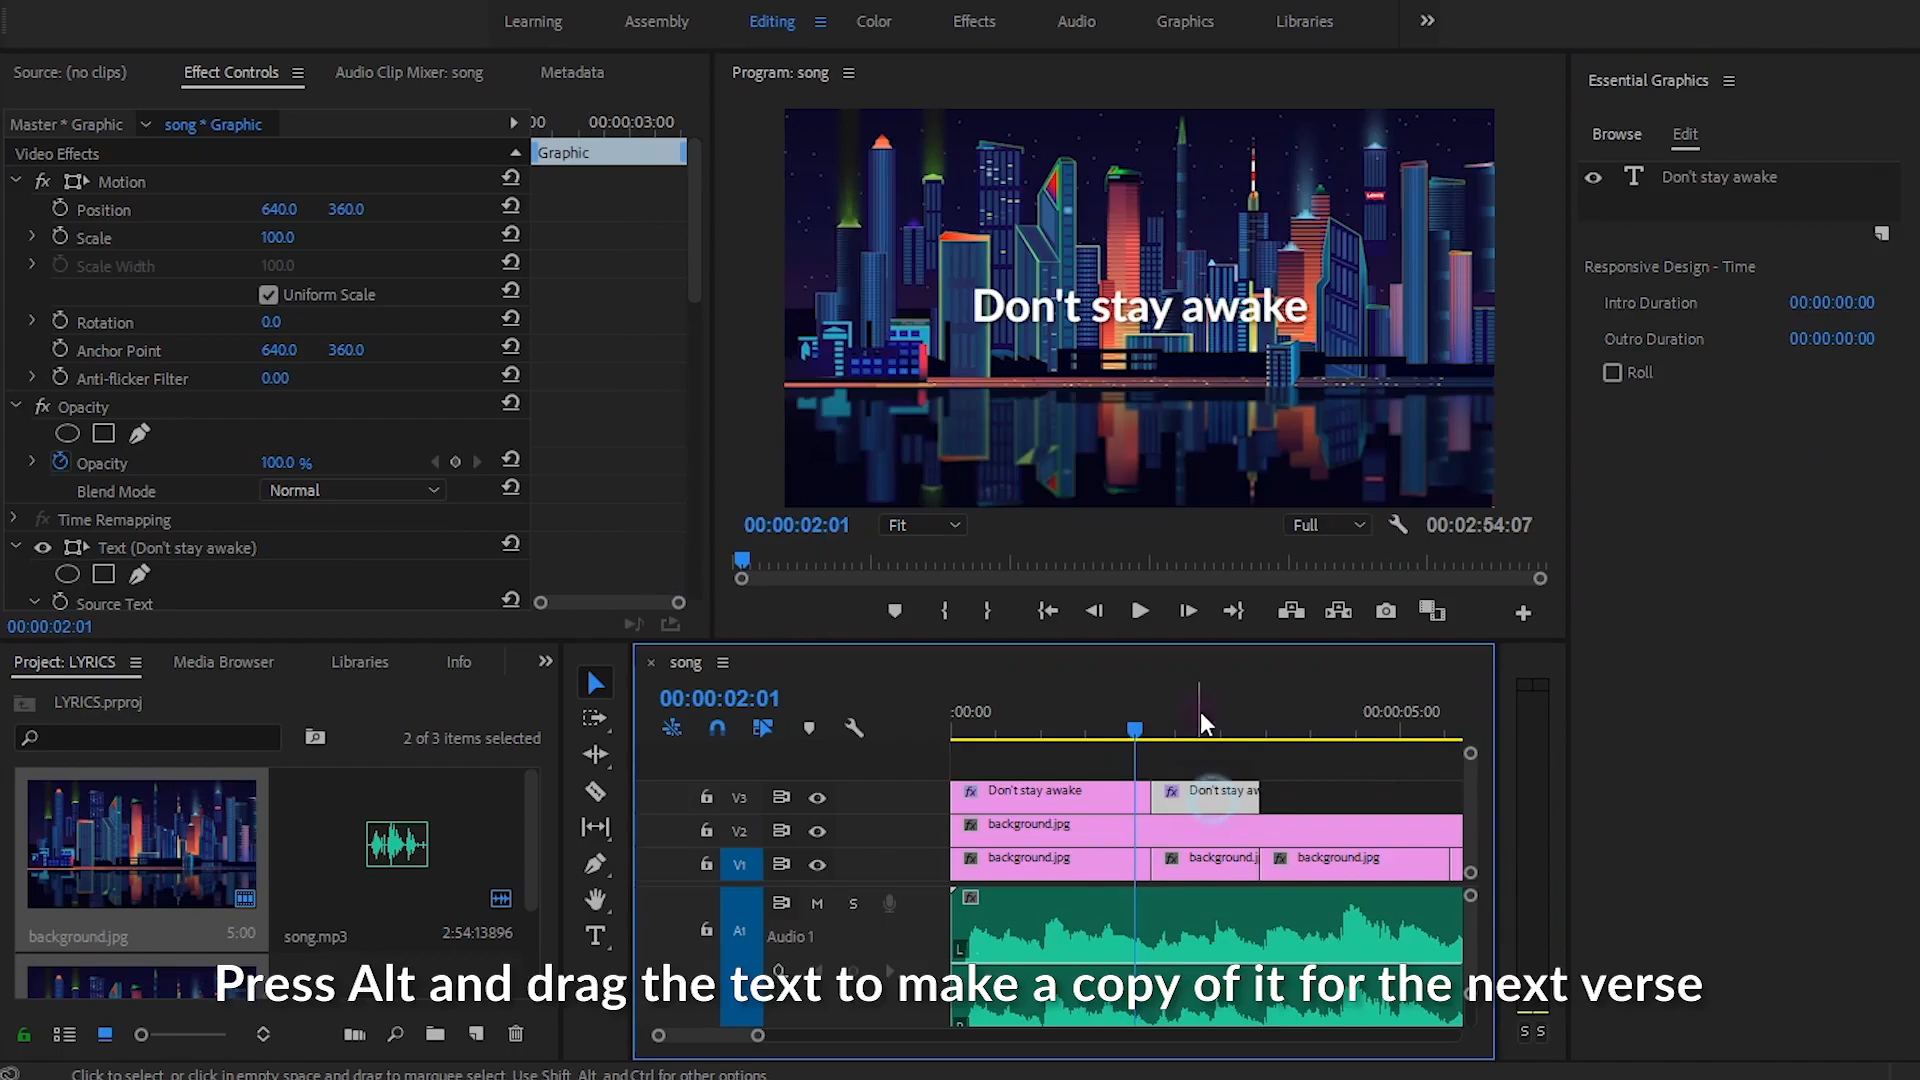 Learning Assembly Editing Color Effects Audio Graphics Libraries
Source: (no clips) Effect Controls Audio Clip Mixer: song Metadata
Master * Graphic song * Graphic
00 00:00:03:00
Video Effects
Graphic
fx Motion
Position 640.0 360.0
Scale 100.0
Scale Width 100.0
Uniform Scale
Rotation 0.0
Anchor Point 640.0 360.0
Anti-flicker Filter 0.00
fx Opacity
Opacity 100.0 %
Blend Mode Normal
fx Time Remapping
Text (Don't stay awake)
Source Text
00:00:02:01
Program: song
Don't stay awake
00:00:02:01 Fit Full 00:02:54:07
Essential Graphics
Browse Edit
T Don't stay awake
Responsive Design - Time
Intro Duration 00:00:00:00
Outro Duration 00:00:00:00
Roll
Project: LYRICS Media Browser Libraries Info
LYRICS.prproj
2 of 3 items selected
background.jpg 5:00
song.mp3 2:54:13896
song
00:00:02:01
:00:00 00:00:05:00
V3 fx Don't stay awake fx Don't stay aw
V2 fx background.jpg
V1 fx background.jpg fx background.j fx background.jpg
M S
fx
A1 Audio 1
L
R
Press Alt and drag the text to make a copy of it for the next verse
S S
Click to select, or click in empty space and drag to marquee select. Use Shift, Alt, and Ctrl for other options.